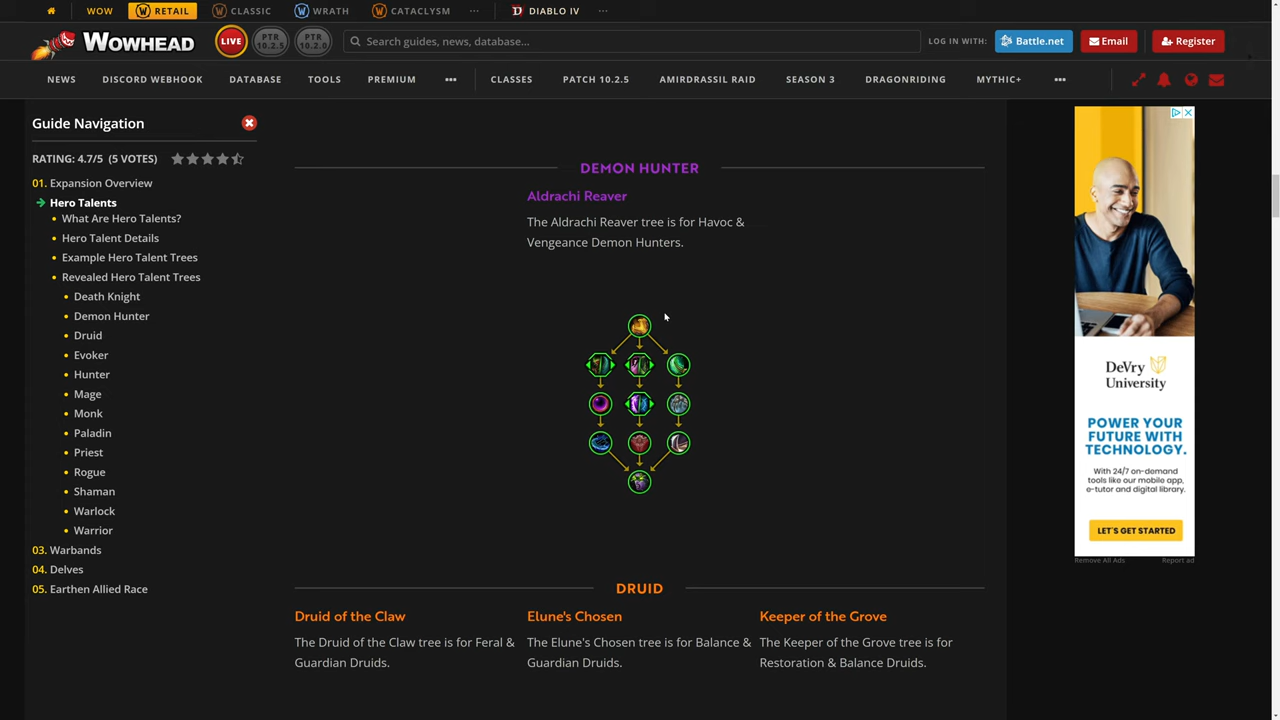 WOW
RETAIL
CLASSIC
WRATH
CATACLYSM
...
DIABLO IV
...
WOWHEAD
LIVE
PTR
10.2.5
PTR
10.2.0
Search guides, news, database...
LOG IN WITH:
Battle.net
Email
Register
NEWS
DISCORD WEBHOOK
DATABASE
TOOLS
PREMIUM
•••
CLASSES
PATCH 10.2.5
AMIRDRASSIL RAID
SEASON 3
DRAGONRIDING
MYTHIC+
•••
Guide Navigation
RATING: 4.7/5 (5 VOTES)
01. Expansion Overview
Hero Talents
• What Are Hero Talents?
• Hero Talent Details
• Example Hero Talent Trees
• Revealed Hero Talent Trees
• Death Knight
• Demon Hunter
• Druid
• Evoker
• Hunter
• Mage
• Monk
• Paladin
• Priest
• Rogue
• Shaman
• Warlock
• Warrior
03. Warbands
04. Delves
05. Earthen Allied Race
DEMON HUNTER
Aldrachi Reaver
The Aldrachi Reaver tree is for Havoc &
Vengeance Demon Hunters.
DRUID
Druid of the Claw
The Druid of the Claw tree is for Feral &
Guardian Druids.
Elune's Chosen
The Elune's Chosen tree is for Balance &
Guardian Druids.
Keeper of the Grove
The Keeper of the Grove tree is for
Restoration & Balance Druids.
DeVry
University
POWER YOUR
FUTURE WITH
TECHNOLOGY.
With 24/7 on-demand
tools like our mobile app,
e-tutor and digital library.
LET'S GET STARTED
Remove All Ads
Report ad